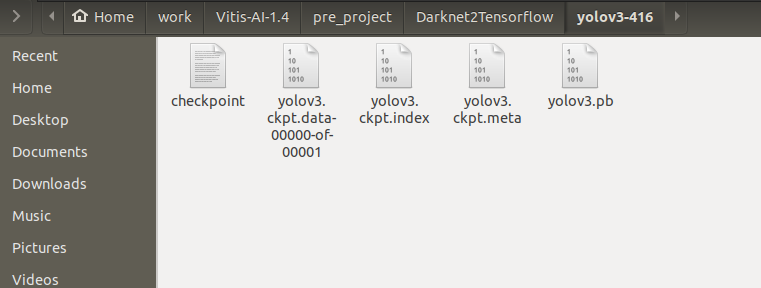 Home work Vitis-AI-1.4 pre_project Darknet2Tensorflow yolov3-416
Recent
Home
Desktop
Documents
Downloads
Music
Pictures
Videos
1
10
101
1010
1
10
101
1010
1
10
101
1010
1
10
101
1010
checkpoint
yolov3.
ckpt.data-
00000-of-
00001
yolov3.
ckpt.index
yolov3.
ckpt.meta
yolov3.pb